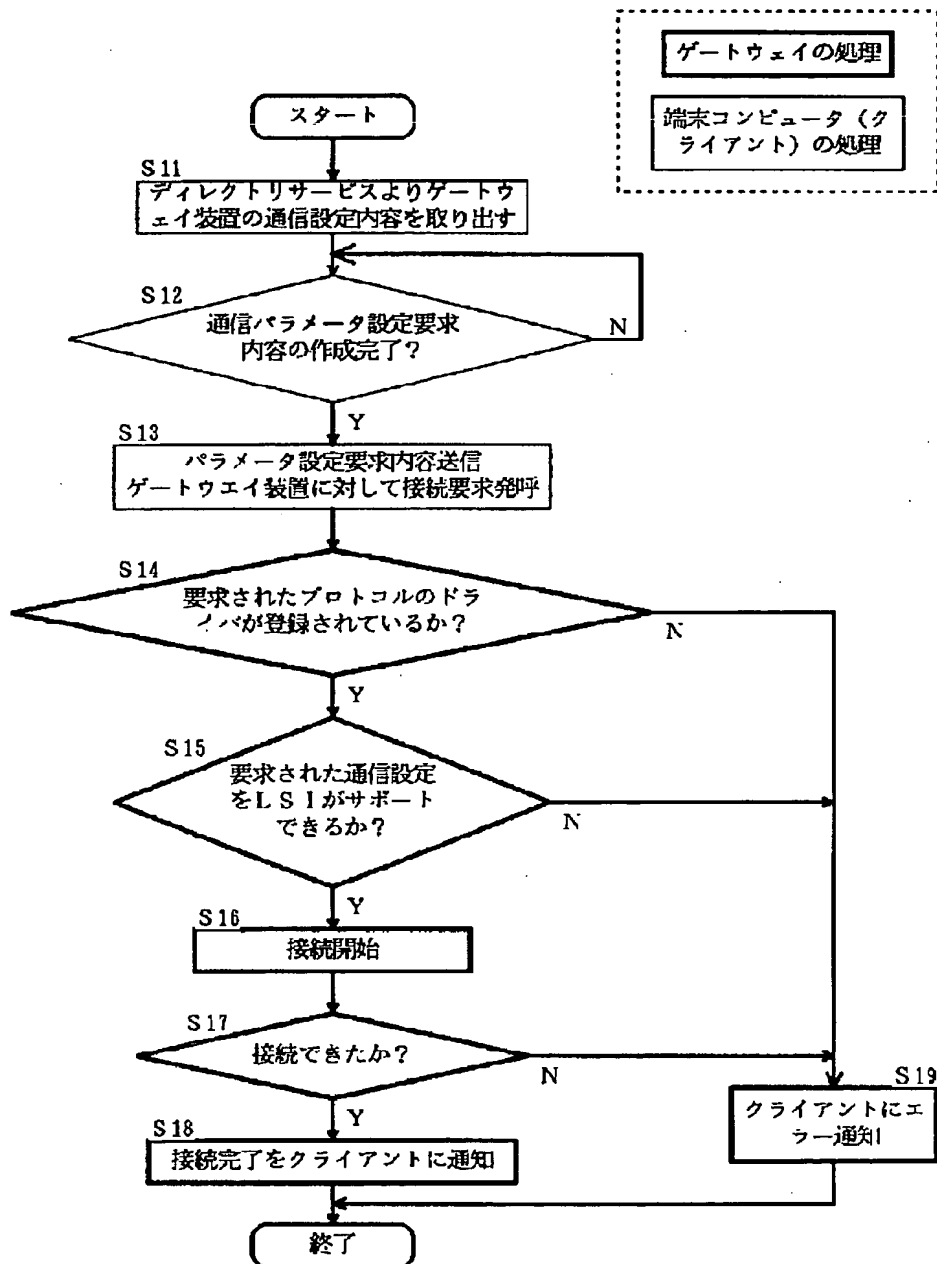 ゲートウェイの処理
端末コンピュータ（ク
ライアント）の処理
スタート
S11
ディレクトリサービスよりゲートウ
ェイ装置の通信設定内容を取り出す
S12
通信パラメータ設定要求
内容の作成完了？
N
Y
S13
パラメータ設定要求内容送信
ゲートウエイ装置に対して接続要求発呼
S14
要求されたプロトコルのドラ
イバが登録されているか？
N
Y
S15
要求された通信設定
をLSIがサポート
できるか？
N
Y
S16
接続開始
S17
接続できたか？
N
Y
S18
接続完了をクライアントに通知
S19
クライアントにエ
ラー通知
終了